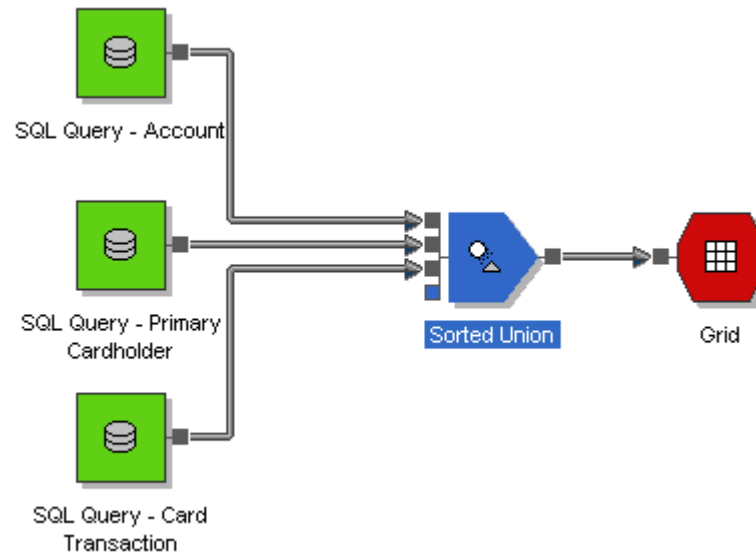 SQL Query - Account
SQL Query - Primary
Cardholder
Sorted Union
Grid
SQL Query - Card
Transaction